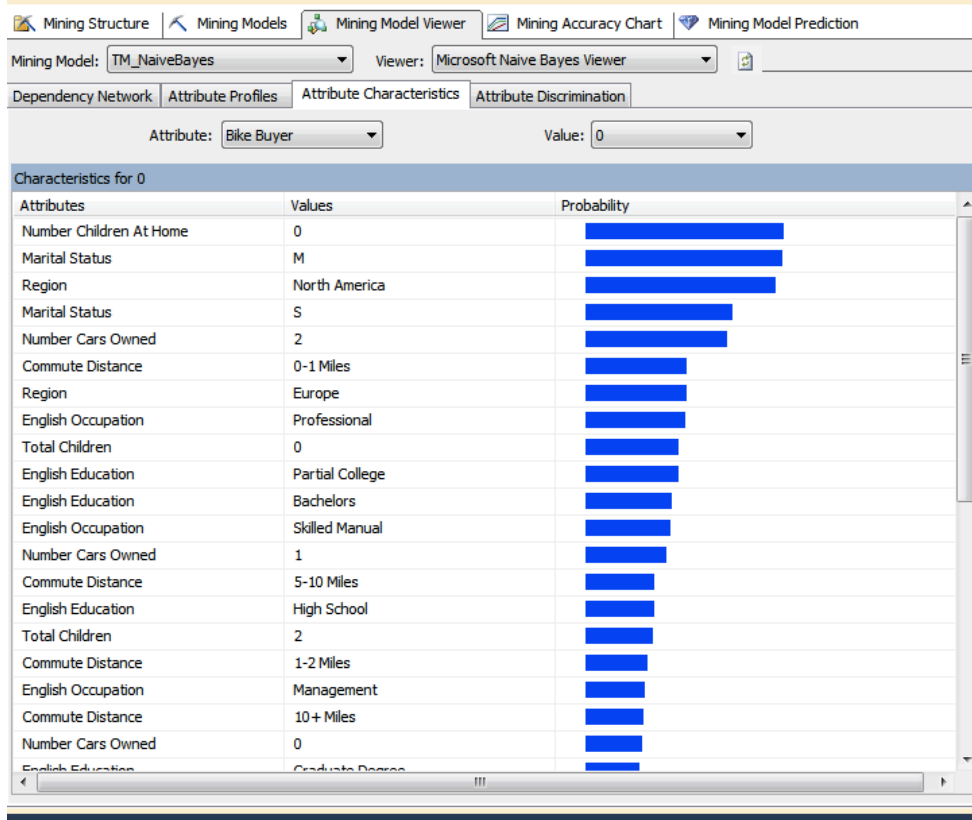 Mining Structure Mining Models Mining Model Viewer Mining Accuracy Chart Mining Model Prediction
Mining Model: TM_NaiveBayes Viewer: Microsoft Naive Bayes Viewer
Dependency Network Attribute Profiles Attribute Characteristics Attribute Discrimination
Attribute: Bike Buyer Value: 0
Characteristics for 0
Attributes Values Probability
Number Children At Home 0
Marital Status M
Region North America
Marital Status S
Number Cars Owned 2
Commute Distance 0-1 Miles
Region Europe
English Occupation Professional
Total Children 0
English Education Partial College
English Education Bachelors
English Occupation Skilled Manual
Number Cars Owned 1
Commute Distance 5-10 Miles
English Education High School
Total Children 2
Commute Distance 1-2 Miles
English Occupation Management
Commute Distance 10+ Miles
Number Cars Owned 0
English Education Graduate Degree